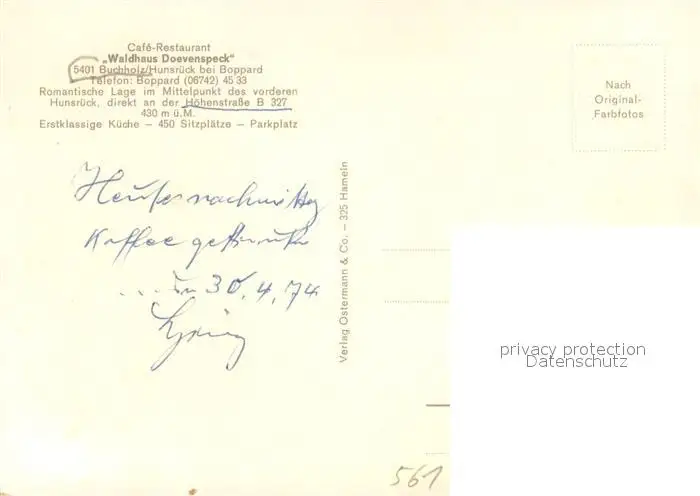 Café-Restaurant
„Waldhaus Doevenspeck"
5401 Buchholz/Hunsrück bei Boppard
Telefon: Boppard (06742) 45 33
Romantische Lage im Mittelpunkt des vorderen
Hunsrück, direkt an der Höhenstraße B 327
430 m ü.M.
Erstklassige Küche – 450 Sitzplätze – Parkplatz
Nach
Original-
Farbfotos
Heute nachmittag
Kaffee getrunken
30.4.74
Verlag Ostermann & Co. – 325 Hameln
privacy protection
Datenschutz
561